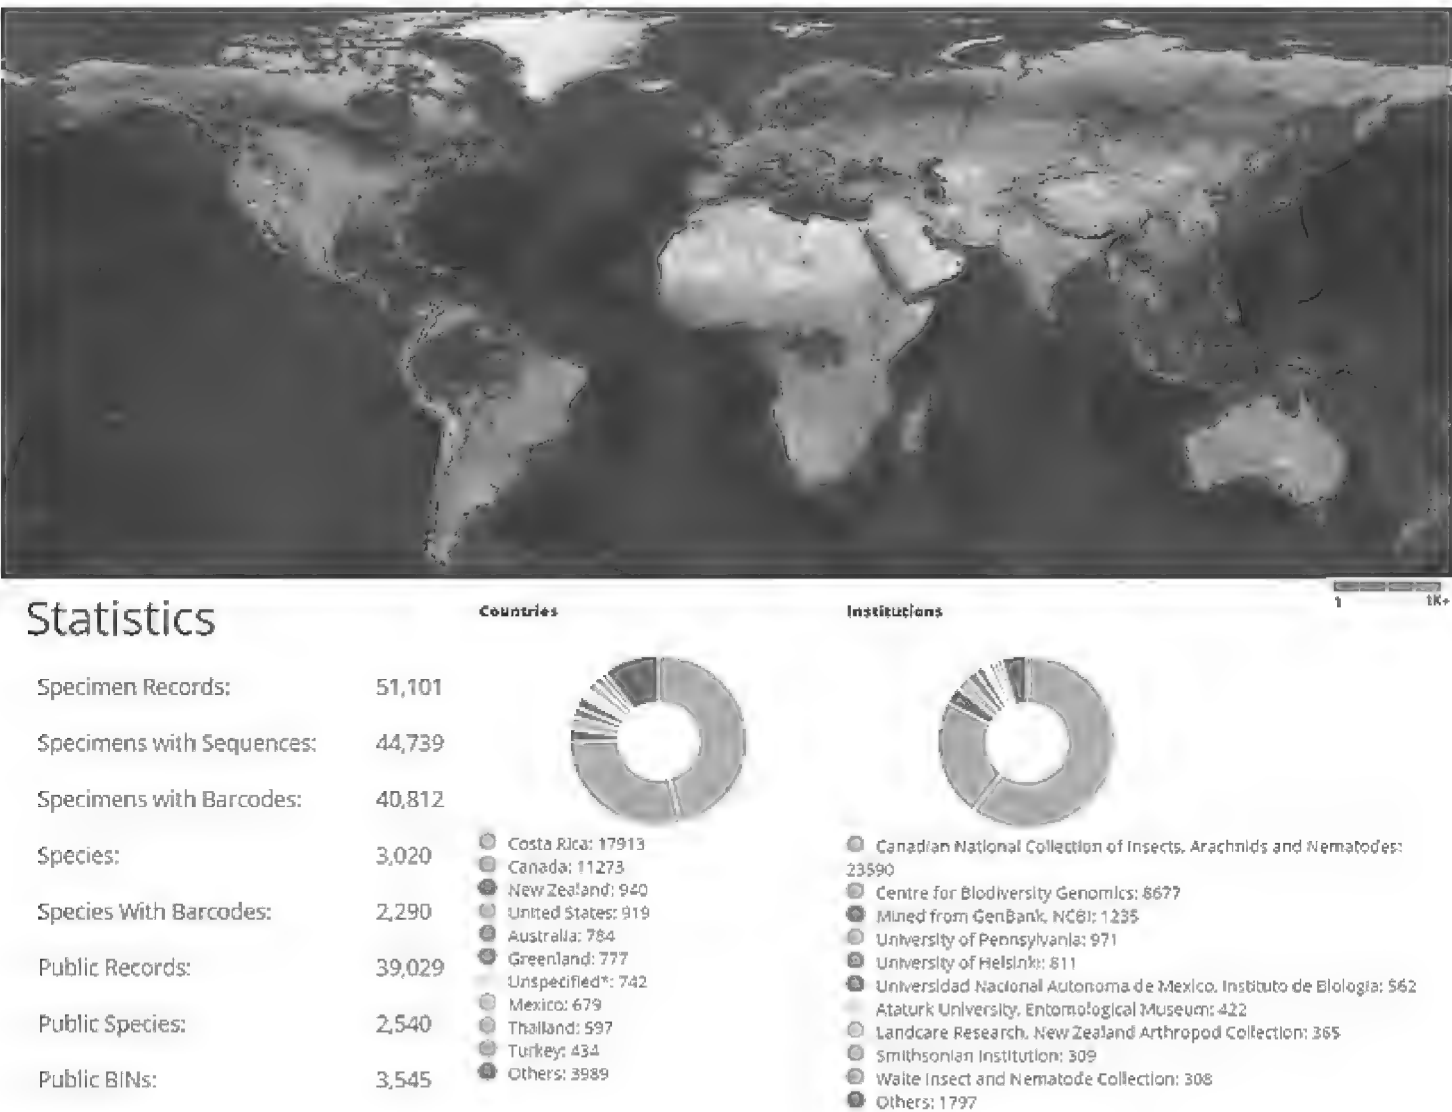 1
1K+
Statistics
Specimen Records: 51,101
Specimens with Sequences: 44,739
Specimens with Barcodes: 40,812
Species: 3,020
Species With Barcodes: 2,290
Public Records: 39,029
Public Species: 2,540
Public BINs: 3,545
Countries
Costa Rica: 17913
Canada: 11273
New Zealand: 940
United States: 919
Australia: 784
Greenland: 777
Unspecified*: 742
Mexico: 679
Thailand: 597
Turkey: 434
Others: 3989
Institutions
Canadian National Collection of Insects, Arachnids and Nematodes:
23590
Centre for Biodiversity Genomics: 8677
Mined from GenBank, NCBI: 1235
University of Pennsylvania: 971
University of Helsinki: 811
Universidad Nacional Autonoma de Mexico, Instituto de Biologia: 562
Ataturk University, Entomological Museum: 422
Landcare Research, New Zealand Arthropod Collection: 365
Smithsonian Institution: 309
Waite Insect and Nematode Collection: 308
Others: 1797